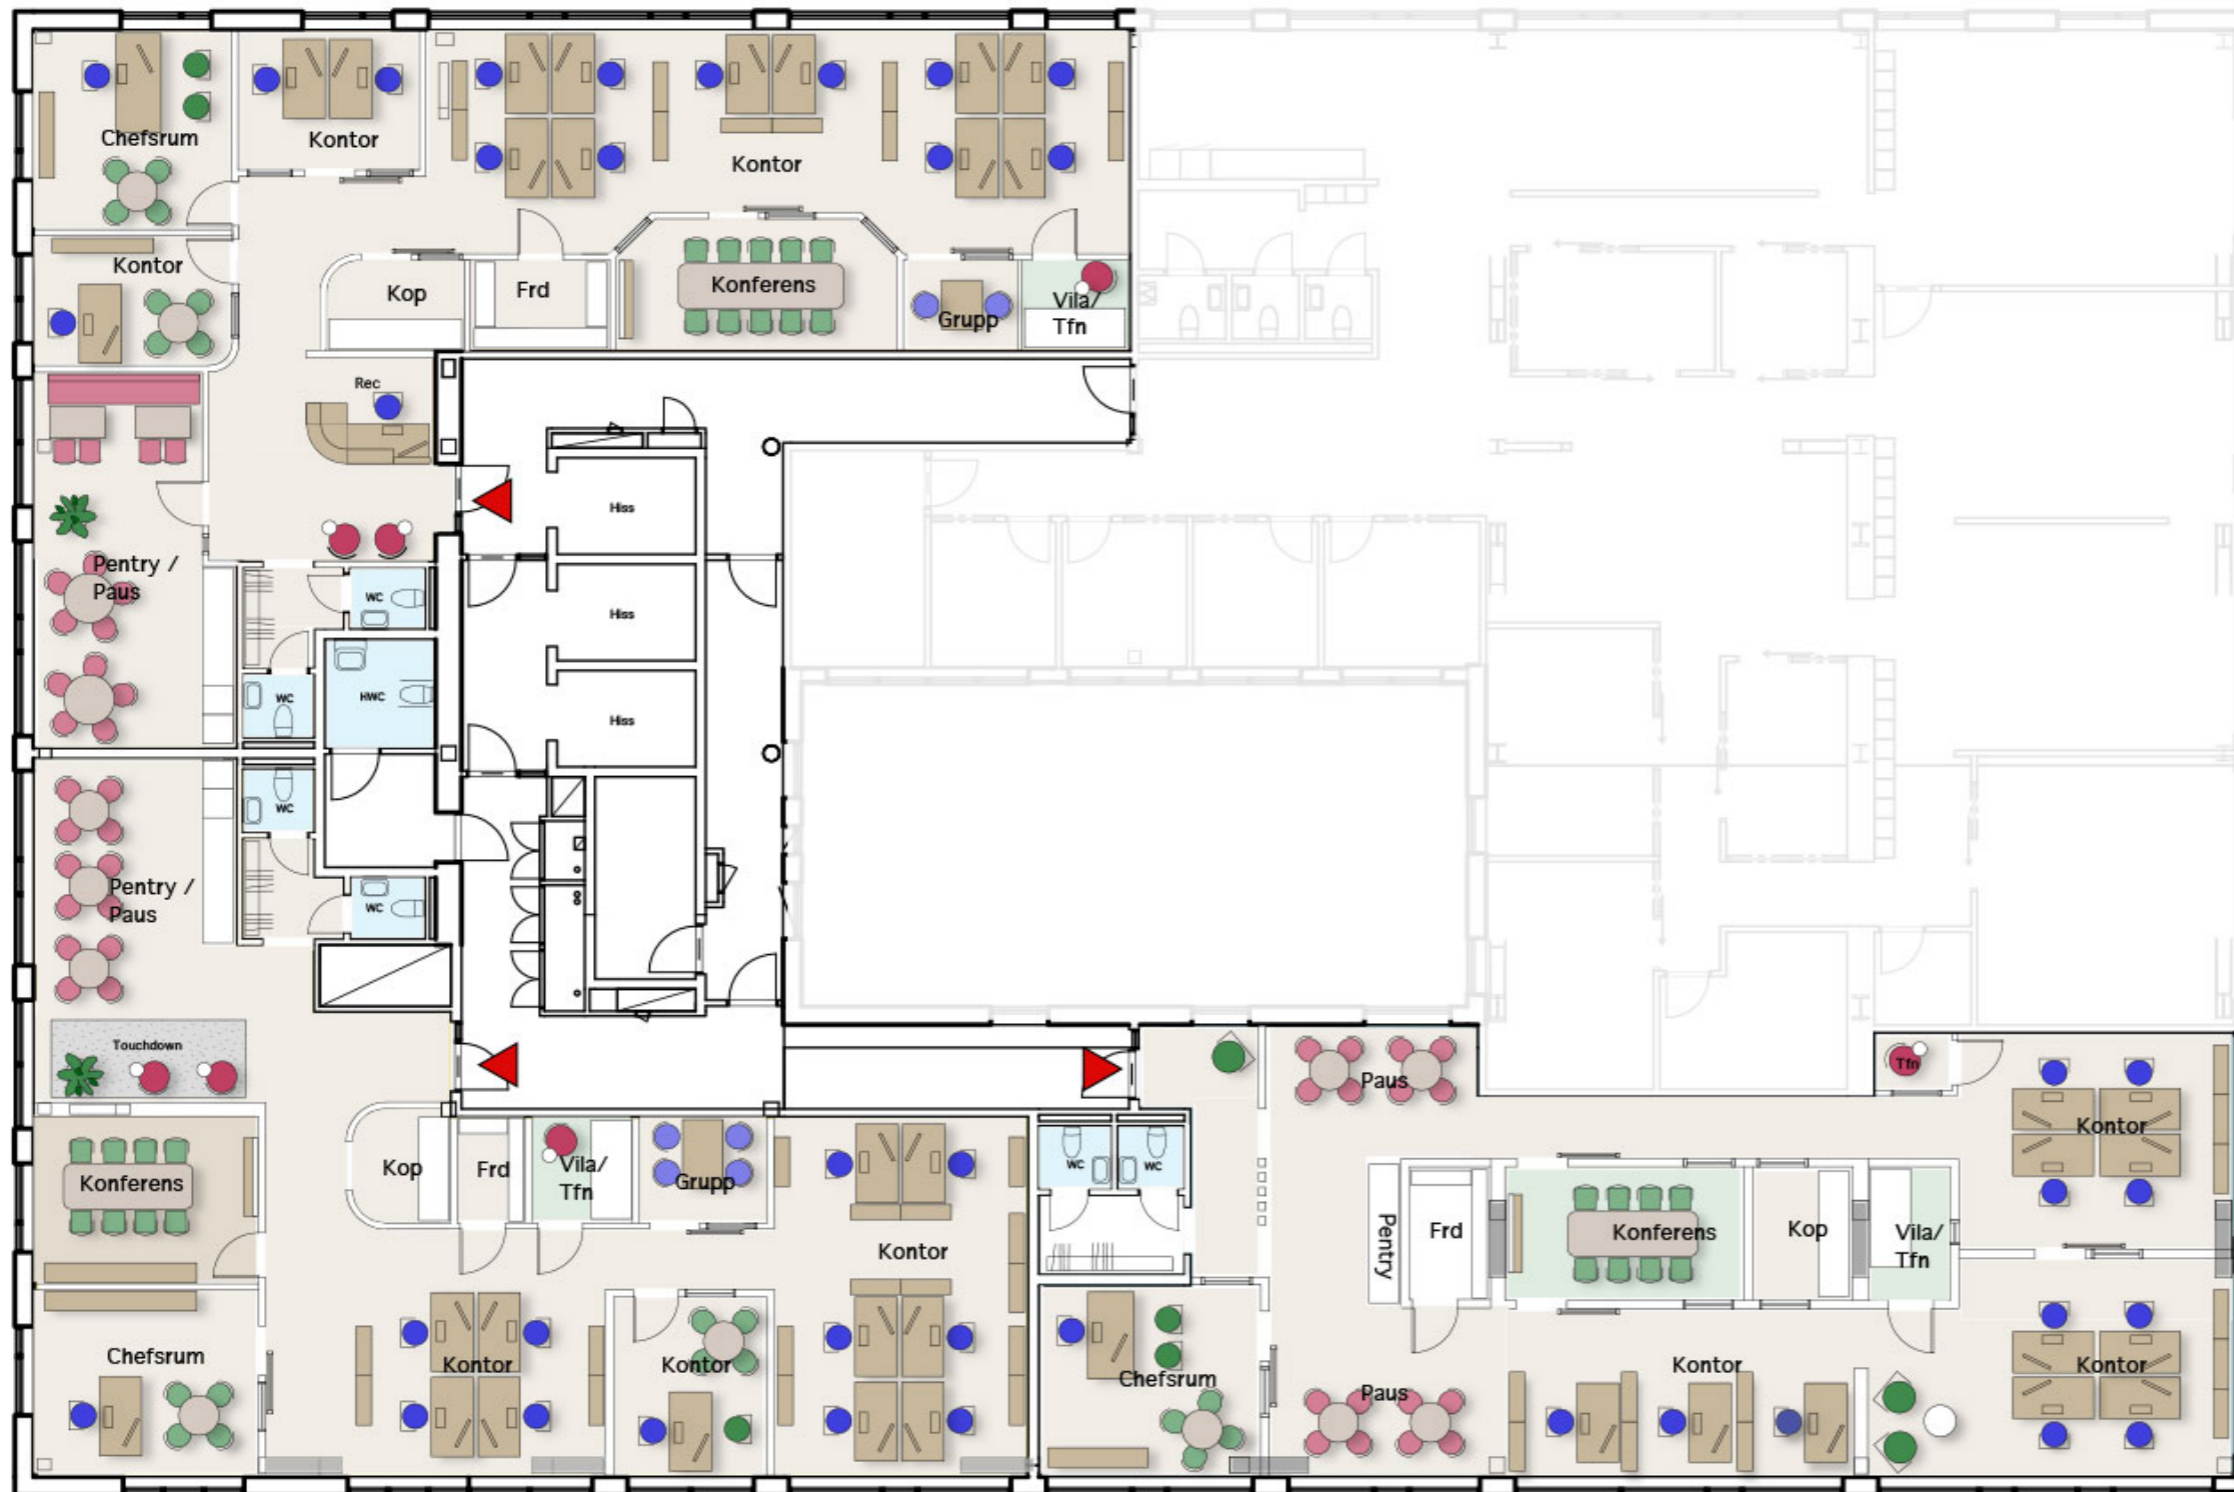 Chefsrum
Kontor
Kontor
Kontor
Kop
Frd
Konferens
Grupp
Vila/
Tfn
Rec
Hiss
Pentry /
Paus
WC
Hiss
WC
HWC
Hiss
WC
Pentry /
Paus
WC
Touchdown
Paus
Tfn
Kontor
Konferens
Kop
Frd
Vila/
Tfn
Grupp
WC
WC
Kontor
Pentry
Frd
Konferens
Kop
Vila/
Tfn
Chefsrum
Kontor
Kontor
Chefsrum
Paus
Kontor
Kontor